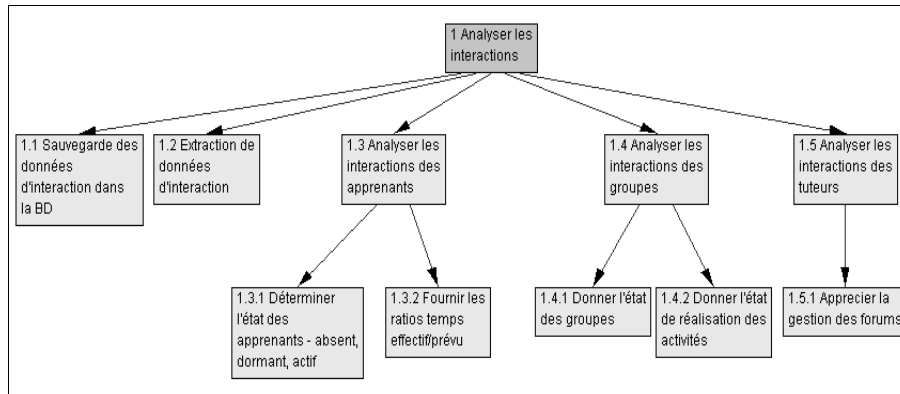 1 Analyser les
interactions
1.1 Sauvegarde des
données
d'interaction dans
la BD
1.2 Extraction de
données
d'interaction
1.3 Analyser les
interactions des
apprenants
1.4 Analyser les
interactions des
groupes
1.5 Analyser les
interactions des
tuteurs
1.3.1 Déterminer
l'état des
apprenants - absent,
dormant, actif
1.3.2 Fournir les
ratios temps
effectif/prévu
1.4.1 Donner l'état
des groupes
1.4.2 Donner l'état
de réalisation des
activités
1.5.1 Apprecier la
gestion des forums